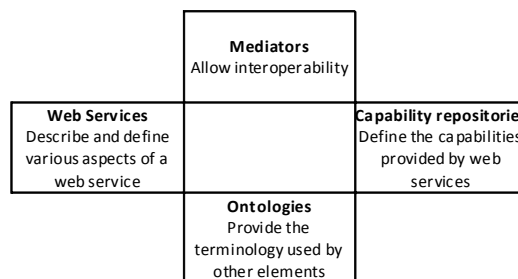 Mediators
Allow interoperability
Web Services
Describe and define
various aspects of a
web service
Capability repositorie
Define the capabilities
provided by web
services
Ontologies
Provide the
terminology used by
other elements